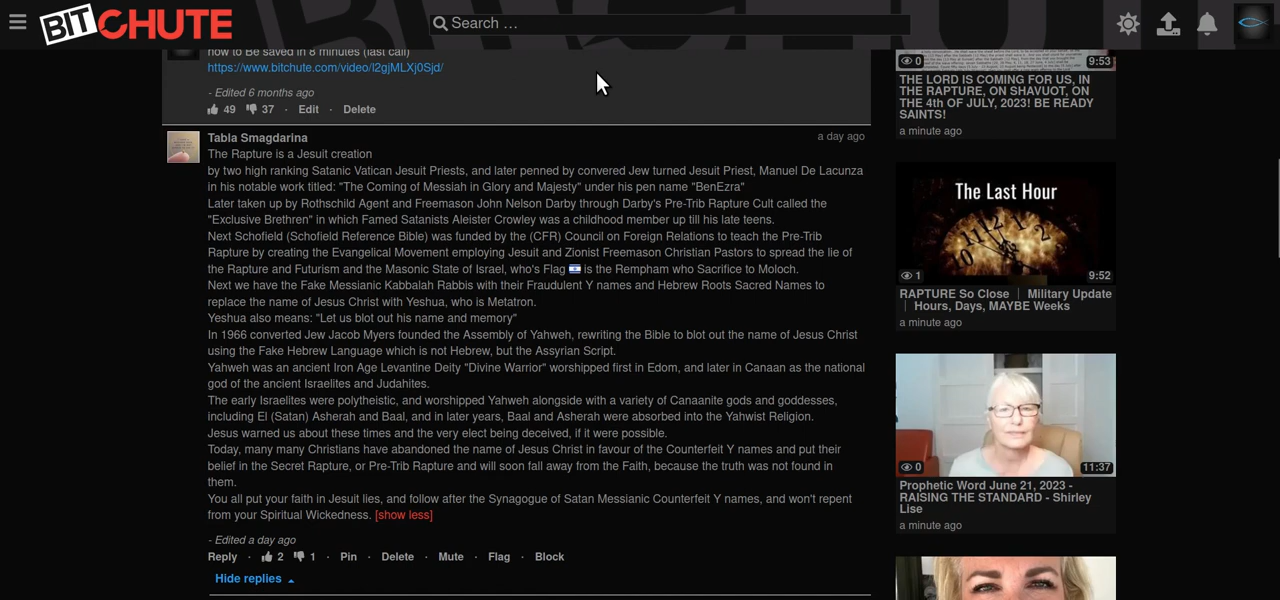 BITCHUTE
Search …
how to Be saved in 8 minutes (last call)
https://www.bitchute.com/video/l2gjMLXj0Sjd/
- Edited 6 months ago
49 37 · Edit · Delete
Tabla Smagdarina
a day ago
The Rapture is a Jesuit creation
by two high ranking Satanic Vatican Jesuit Priests, and later penned by convered Jew turned Jesuit Priest, Manuel De Lacunza
in his notable work titled: "The Coming of Messiah in Glory and Majesty" under his pen name "BenEzra"
Later taken up by Rothschild Agent and Freemason John Nelson Darby through Darby's Pre-Trib Rapture Cult called the
"Exclusive Brethren" in which Famed Satanists Aleister Crowley was a childhood member up till his late teens.
Next Schofield (Schofield Reference Bible) was funded by the (CFR) Council on Foreign Relations to teach the Pre-Trib
Rapture by creating the Evangelical Movement employing Jesuit and Zionist Freemason Christian Pastors to spread the lie of
the Rapture and Futurism and the Masonic State of Israel, who's Flag 🇮🇱 is the Rempham who Sacrifice to Moloch.
Next we have the Fake Messianic Kabbalah Rabbis with their Fraudulent Y names and Hebrew Roots Sacred Names to
replace the name of Jesus Christ with Yeshua, who is Metatron.
Yeshua also means: "Let us blot out his name and memory"
In 1966 converted Jew Jacob Myers founded the Assembly of Yahweh, rewriting the Bible to blot out the name of Jesus Christ
using the Fake Hebrew Language which is not Hebrew, but the Assyrian Script.
Yahweh was an ancient Iron Age Levantine Deity "Divine Warrior" worshipped first in Edom, and later in Canaan as the national
god of the ancient Israelites and Judahites.
The early Israelites were polytheistic, and worshipped Yahweh alongside with a variety of Canaanite gods and goddesses,
including El (Satan) Asherah and Baal, and in later years, Baal and Asherah were absorbed into the Yahwist Religion.
Jesus warned us about these times and the very elect being deceived, if it were possible.
Today, many many Christians have abandoned the name of Jesus Christ in favour of the Counterfeit Y names and put their
belief in the Secret Rapture, or Pre-Trib Rapture and will soon fall away from the Faith, because the truth was not found in
them.
You all put your faith in Jesuit lies, and follow after the Synagogue of Satan Messianic Counterfeit Y names, and won't repent
from your Spiritual Wickedness. [show less]
- Edited a day ago
Reply · 2 1 · Pin · Delete · Mute · Flag · Block
Hide replies
0 9:53
THE LORD IS COMING FOR US, IN
THE RAPTURE, ON SHAVUOT, ON
THE 4th OF JULY, 2023! BE READY
SAINTS!
a minute ago
The Last Hour
11 12 1 2
10
1 9:52
RAPTURE So Close | Military Update
| Hours, Days, MAYBE Weeks
a minute ago
0 11:37
Prophetic Word June 21, 2023 -
RAISING THE STANDARD - Shirley
Lise
a minute ago